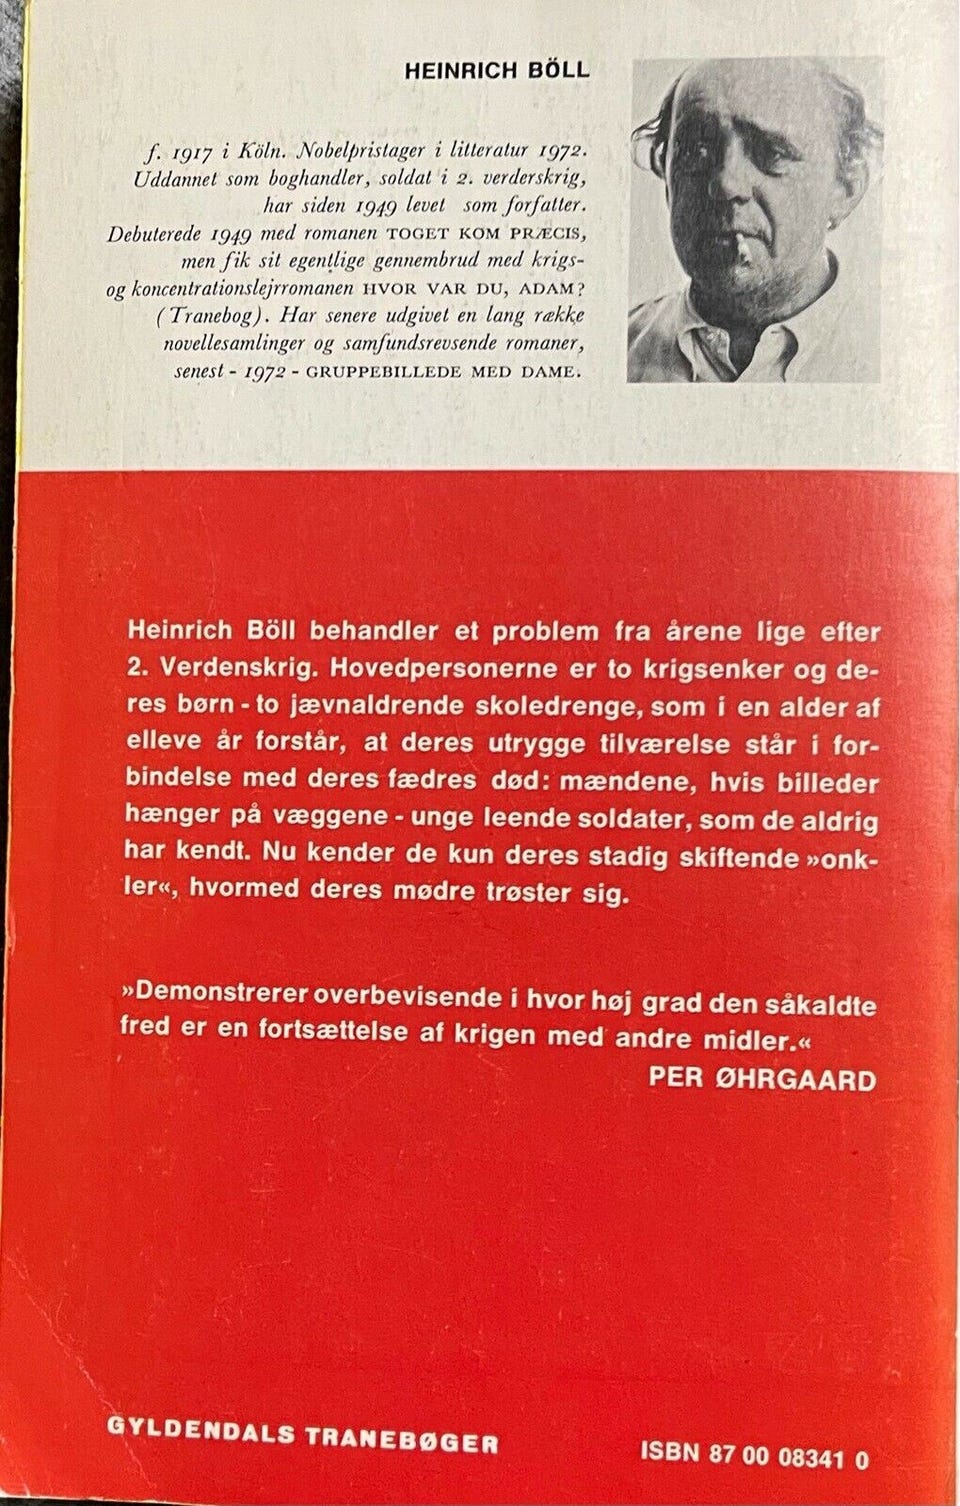 HEINRICH BÖLL
f. 1917 i Köln. Nobelpristager i litteratur 1972.
Uddannet som boghandler, soldat i 2. verderskrig,
har siden 1949 levet som forfatter.
Debuterede 1949 med romanen TOGET KOM PRÆCIS,
men fik sit egentlige gennembrud med krigs-
og koncentrationslejrromanen HVOR VAR DU, ADAM?
(Tranebog). Har senere udgivet en lang række
novellesamlinger og samfundsrevsende romaner,
senest - 1972 - GRUPPEBILLEDE MED DAME.
Heinrich Böll behandler et problem fra årene lige efter
2. Verdenskrig. Hovedpersonerne er to krigsenker og de-
res børn - to jævnaldrende skoledrenge, som i en alder af
elleve år forstår, at deres utrygge tilværelse står i for-
bindelse med deres fædres død: mændene, hvis billeder
hænger på væggene - unge leende soldater, som de aldrig
har kendt. Nu kender de kun deres stadig skiftende »onk-
ler«, hvormed deres mødre trøster sig.
»Demonstrerer overbevisende i hvor høj grad den såkaldte
fred er en fortsættelse af krigen med andre midler.«
PER ØHRGAARD
GYLDENDALS TRANEBØGER
ISBN 87 00 08341 0